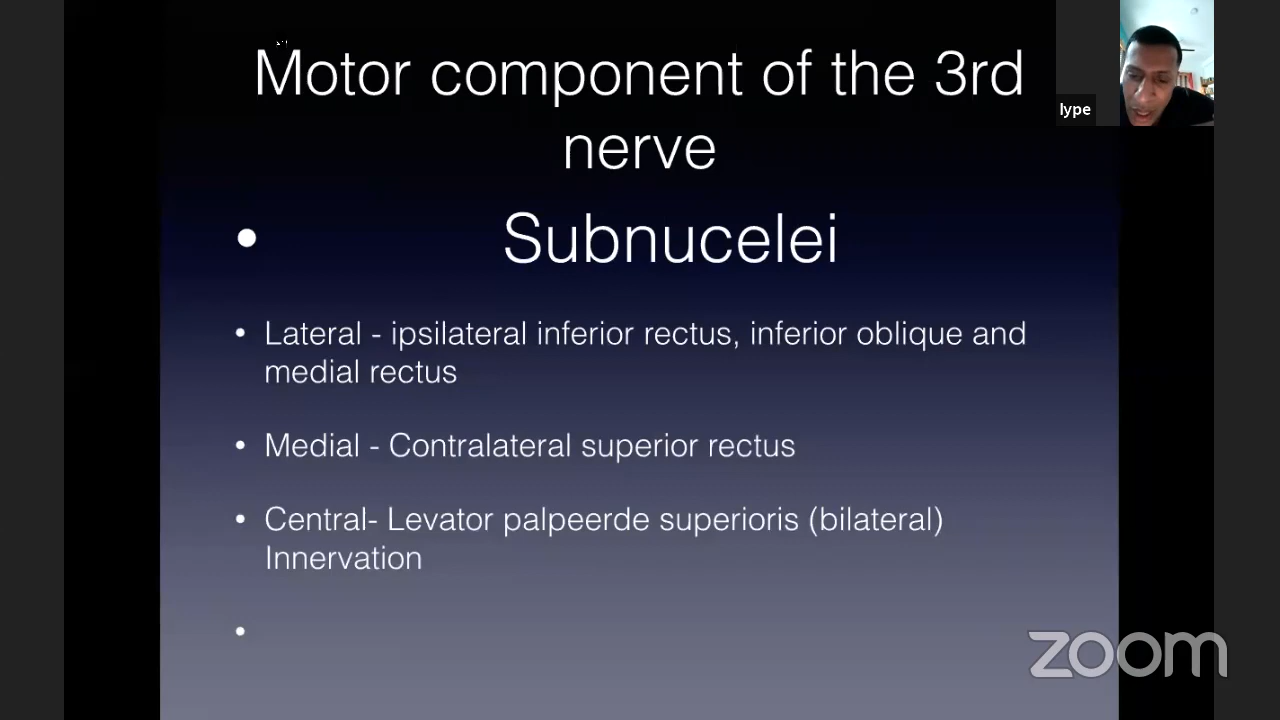 Motor component of the 3rd
nerve
lype
• Subnucelei
• Lateral - ipsilateral inferior rectus, inferior oblique and
medial rectus
• Medial - Contralateral superior rectus
• Central- Levator palpeerde superioris (bilateral)
Innervation
•
zoom